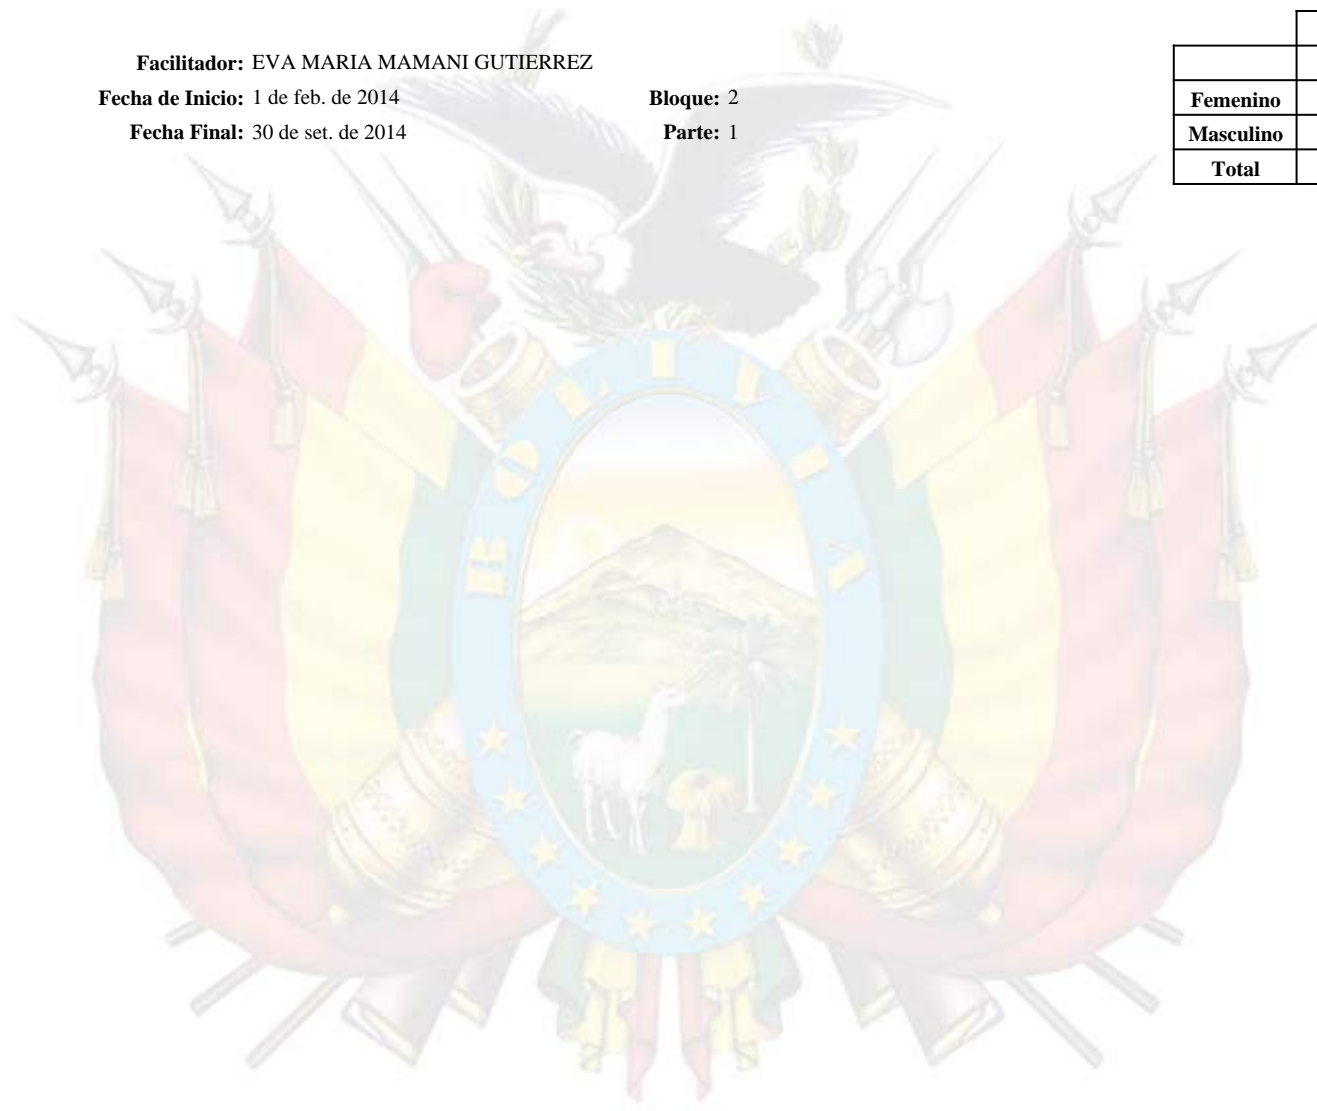 Facilitador: EVA MARIA MAMANI GUTIERREZ
Fecha de Inicio: 1 de feb. de 2014 Bloque: 2
Fecha Final: 30 de set. de 2014 Parte: 1
Femenino
Masculino
Total
BOLIVIA